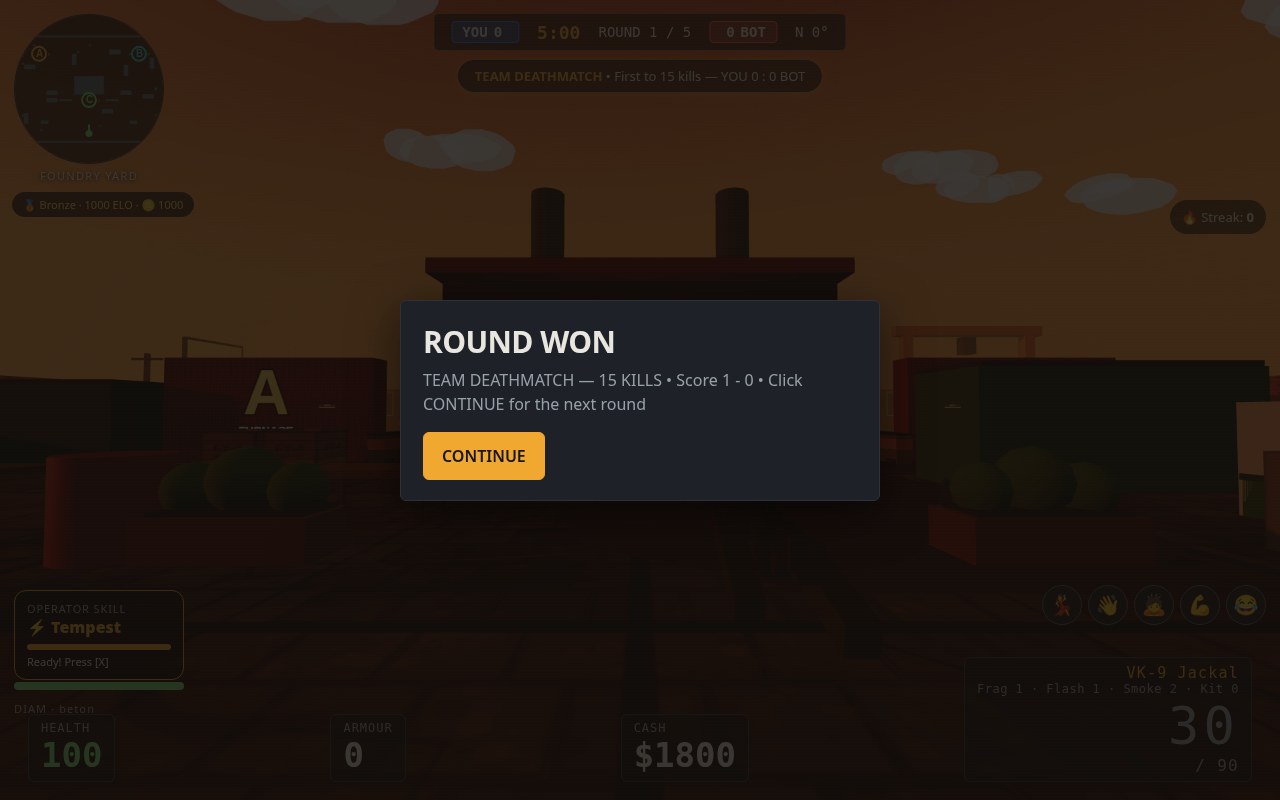 YOU 0 5:00 ROUND 1 / 5 0 BOT N 0°
TEAM DEATHMATCH • First to 15 kills — YOU 0 : 0 BOT
A B
C
FOUNDRY YARD
Bronze · 1000 ELO · 1000
Streak: 0
A
ROUND WON
TEAM DEATHMATCH — 15 KILLS • Score 1 - 0 • Click
CONTINUE for the next round
CONTINUE
OPERATOR SKILL
Tempest
Ready! Press [X]
DIAM · beton
HEALTH
100
ARMOUR
0
CASH
$1800
VK-9 Jackal
Frag 1 · Flash 1 · Smoke 2 · Kit 0
30
/ 90